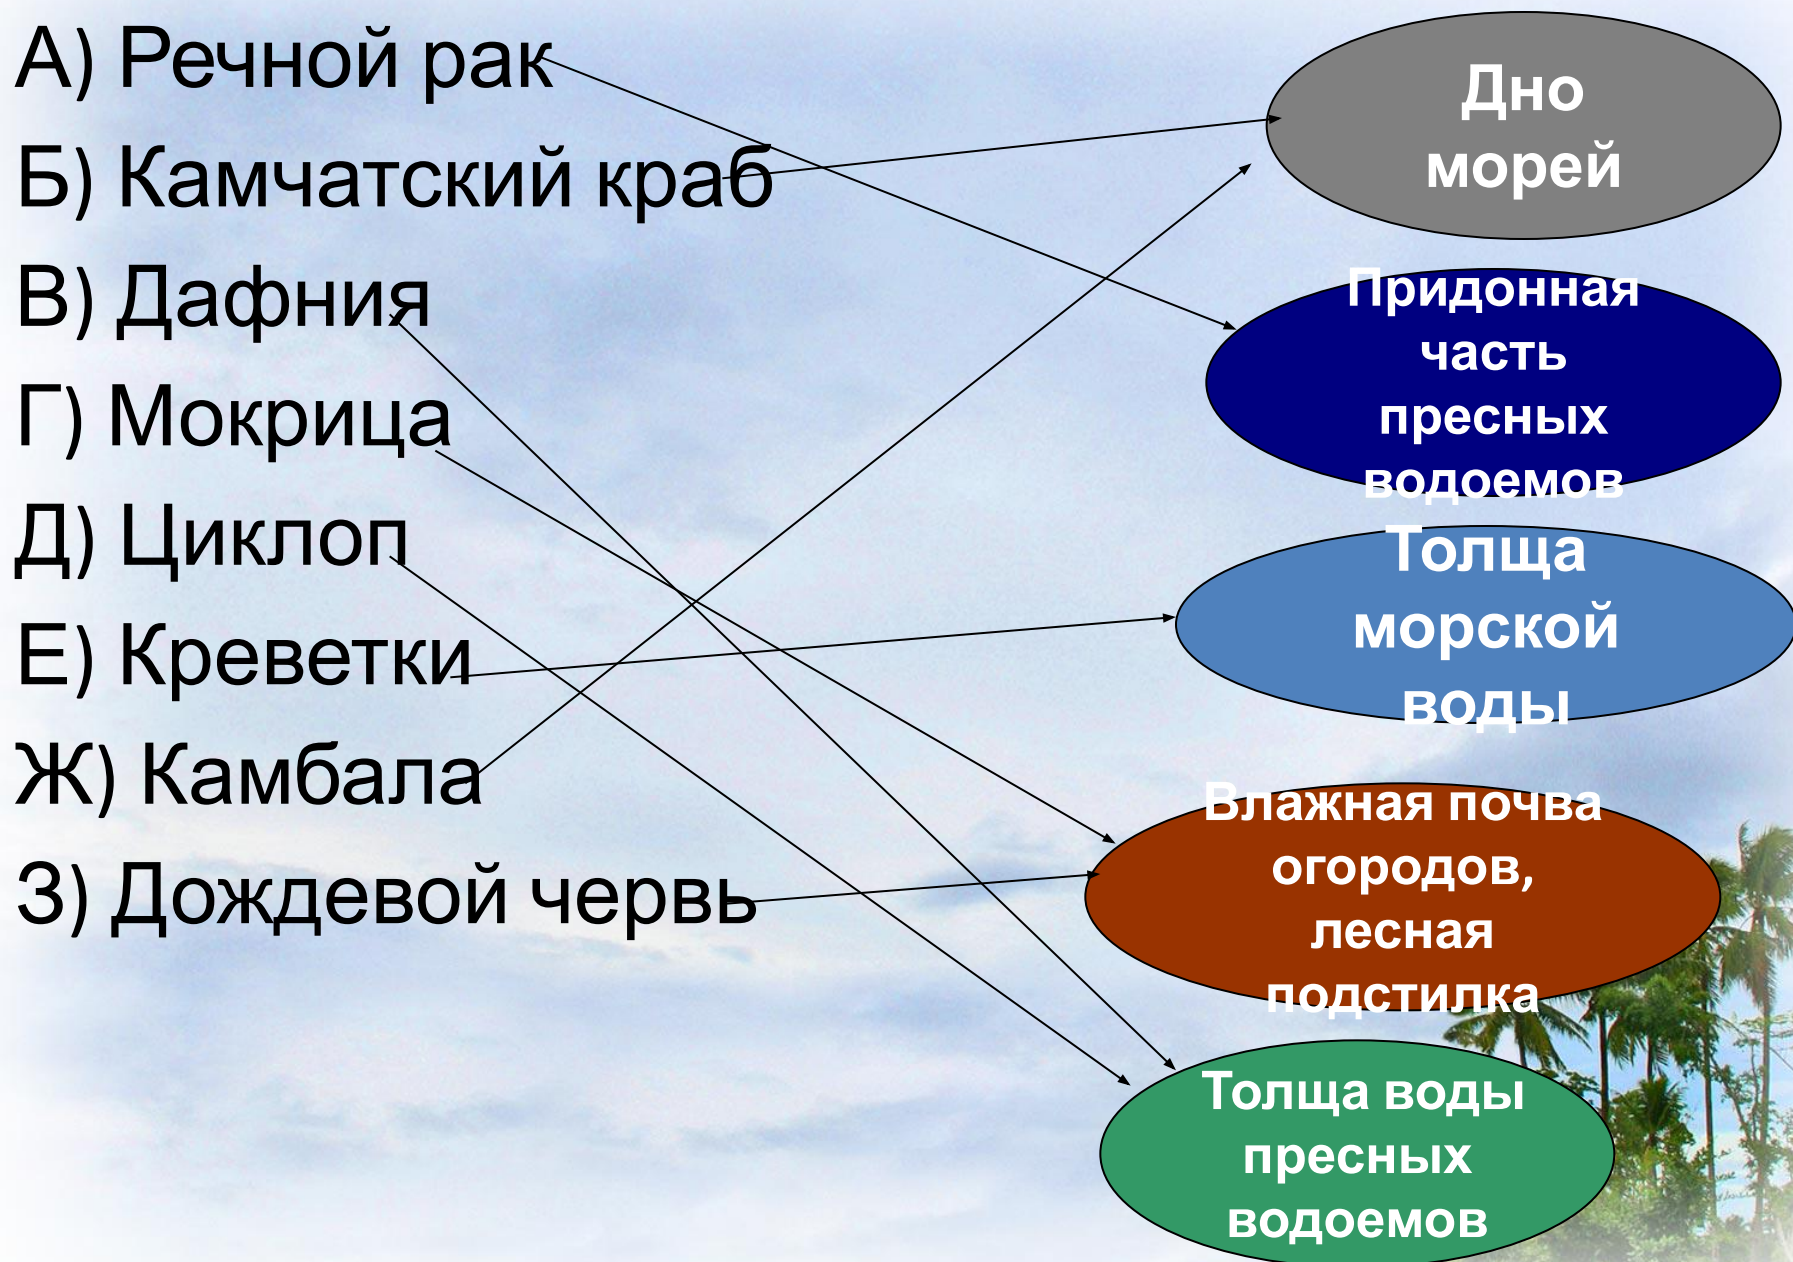 А) Речной рак
Б) Камчатский краб
В) Дафния
Г) Мокрица
Д) Циклоп
Е) Креветки
Ж) Камбала
З) Дождевой червь
Дно
морей
Придонная
часть
пресных
водоемов
Толща
морской
воды
Влажная почва
огородов,
лесная
подстилка
Толща воды
пресных
водоемов